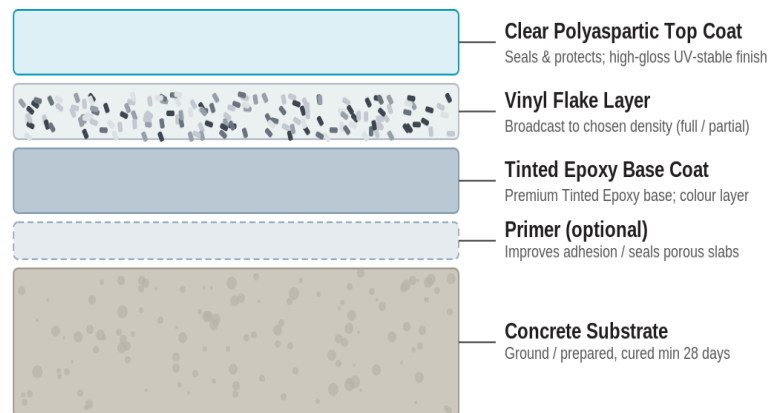 Clear Polyaspartic Top Coat
Seals & protects; high-gloss UV-stable finish
Vinyl Flake Layer
Broadcast to chosen density (full / partial)
Tinted Epoxy Base Coat
Premium Tinted Epoxy base; colour layer
Primer (optional)
Improves adhesion / seals porous slabs
Concrete Substrate
Ground / prepared, cured min 28 days